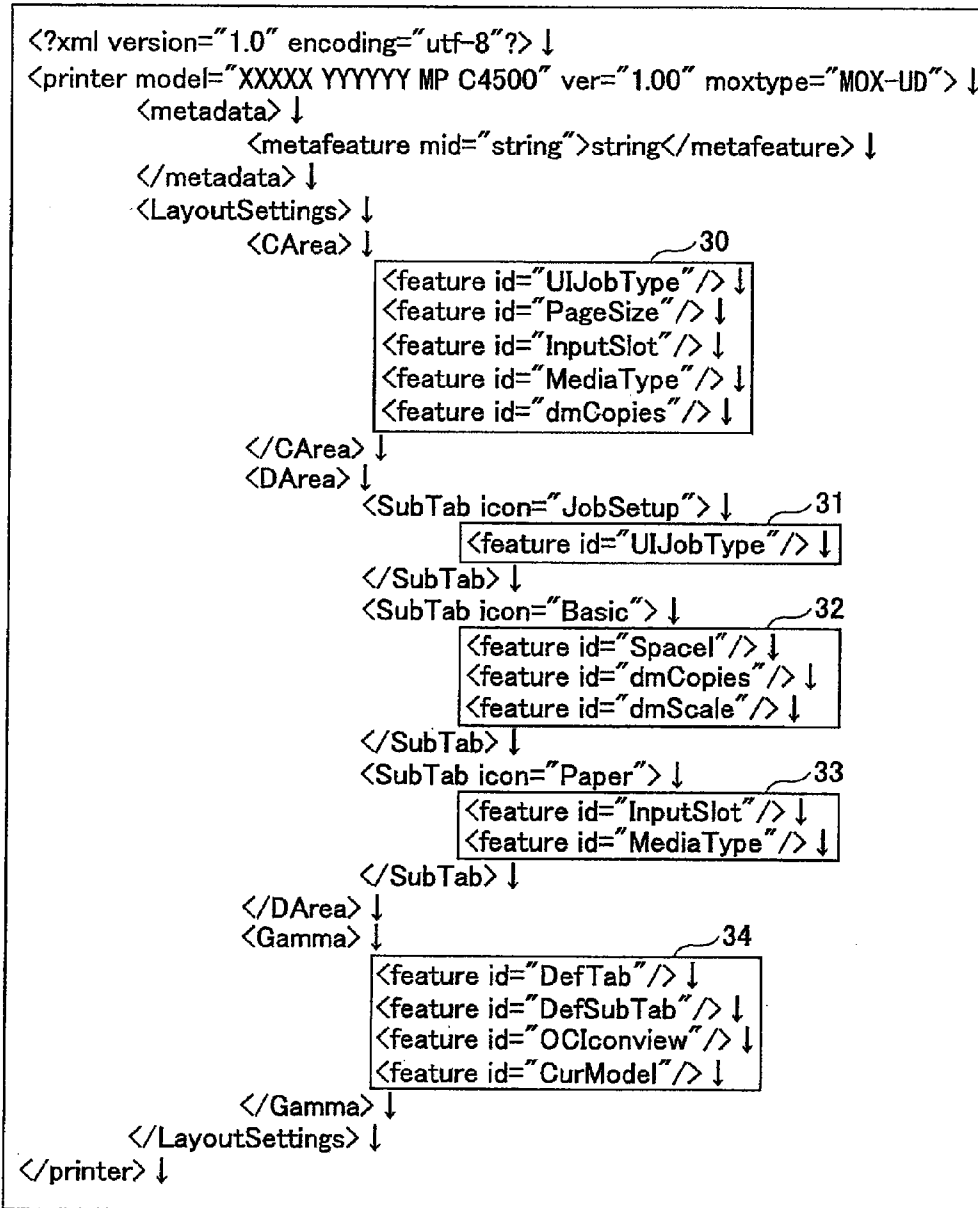 <?xml version="1.0" encoding="utf-8"?>↓
<printer model="XXXXX YYYYYY MP C4500" ver="1.00" moxtype="MOX-UD">↓
<metadata>↓
<metafeature mid="string">string</metafeature>↓
</metadata>↓
<LayoutSettings>↓
<CArea>↓
30
<feature id="UIJobType"/>↓
<feature id="PageSize"/>↓
<feature id="InputSlot"/>↓
<feature id="MediaType"/>↓
<feature id="dmCopies"/>↓
</CArea>↓
<DArea>↓
<SubTab icon="JobSetup">↓ 31
<feature id="UIJobType"/>↓
</SubTab>↓
<SubTab icon="Basic">↓ 32
<feature id="Spacel"/>↓
<feature id="dmCopies"/>↓
<feature id="dmScale"/>↓
</SubTab>↓
<SubTab icon="Paper">↓ 33
<feature id="InputSlot"/>↓
<feature id="MediaType"/>↓
</SubTab>↓
</DArea>↓
<Gamma>↓ 34
<feature id="DefTab"/>↓
<feature id="DefSubTab"/>↓
<feature id="OCIconview"/>↓
<feature id="CurModel"/>↓
</Gamma>↓
</LayoutSettings>↓
</printer>↓